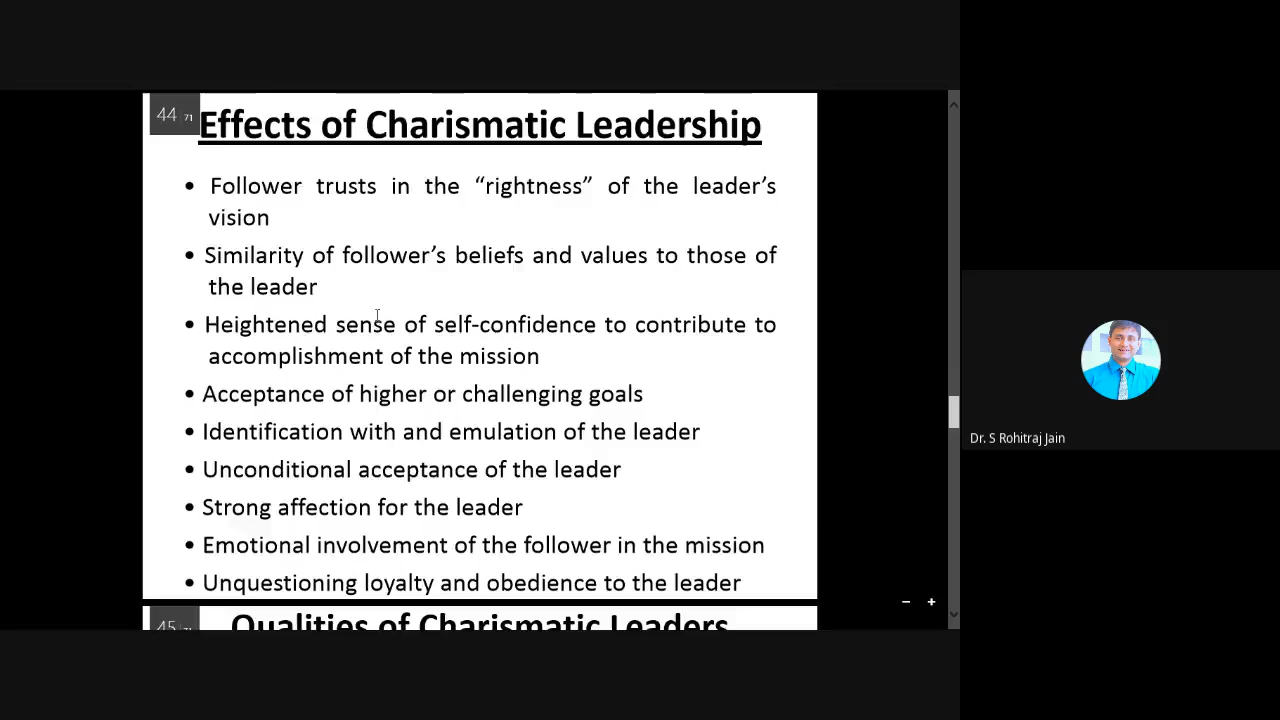 44 71
Effects of Charismatic Leadership
• Follower trusts in the “rightness” of the leader’s
vision
• Similarity of follower’s beliefs and values to those of
the leader
• Heightened sense of self-confidence to contribute to
accomplishment of the mission
• Acceptance of higher or challenging goals
• Identification with and emulation of the leader
• Unconditional acceptance of the leader
• Strong affection for the leader
• Emotional involvement of the follower in the mission
• Unquestioning loyalty and obedience to the leader
45 71
Qualities of Charismatic Leaders
Dr. S Rohitraj Jain